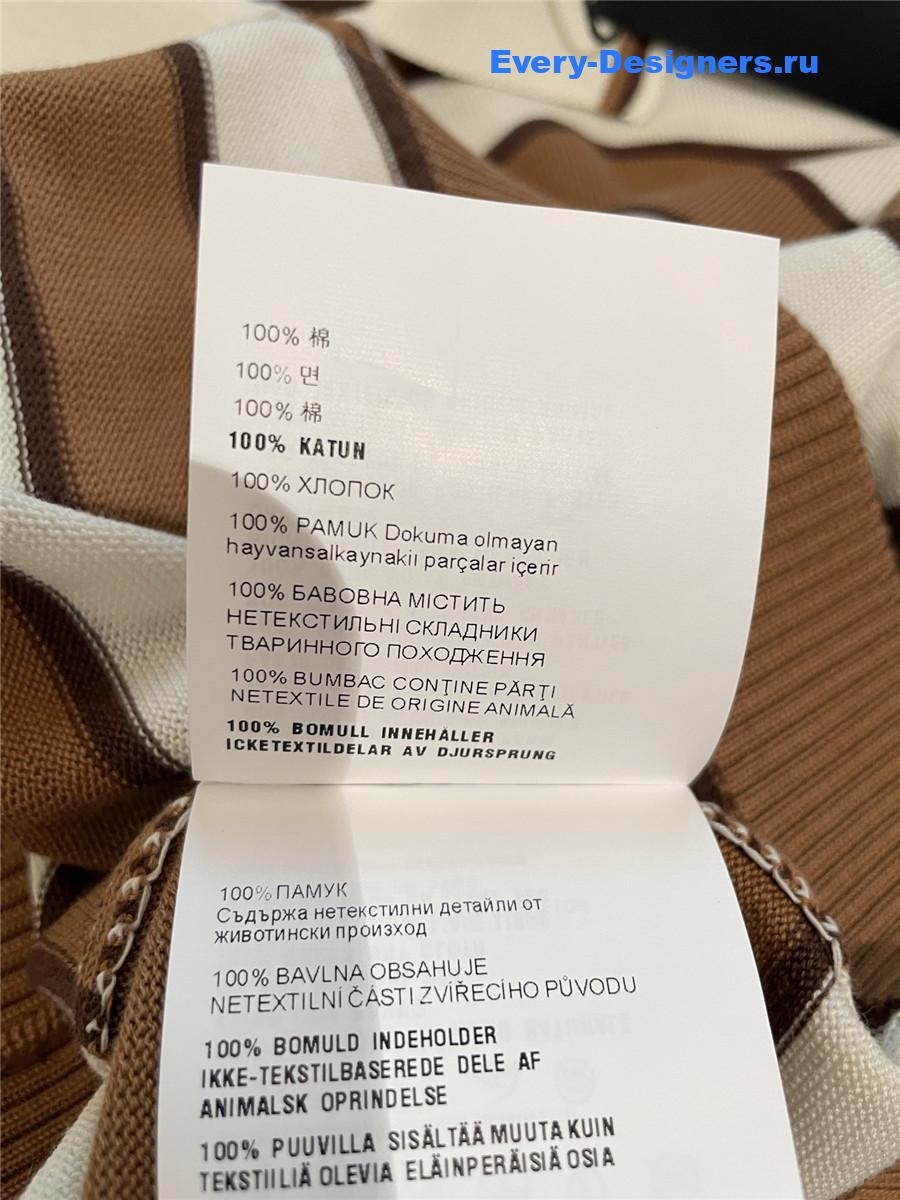 Every-Designers.ru
100% 棉
100% 면
100% 棉
100% KATUN
100% ХЛОПОК
100% PAMUK Dokuma olmayan
hayvansalkaynakiı parçalar içerir
100% БАВОВНА МІСТИТЬ
НЕТЕКСТИЛЬНІ СКЛАДНИКИ
ТВАРИННОГО ПОХОДЖЕННЯ
100% BUMBAC CONŢINE PĂRŢI
NETEXTILE DE ORIGINE ANIMALĂ
100% BOMULL INNEHÅLLER
ICKETEXTILDELAR AV DJURSPRUNG
100% ПАМУК
Съдържа нетекстилни детайли от
животински произход
100% BAVLNA OBSAHUJE
NETEXTILNÍ ČÁSTI ZVÍŘECÍHO PŮVODU
100% BOMULD INDEHOLDER
IKKE-TEKSTILBASEREDE DELE AF
ANIMALSK OPRINDELSE
100% PUUVILLA SISÄLTÄÄ MUUTA KUIN
TEKSTIILIÄ OLEVIA ELÄINPERÄISIÄ OSIA